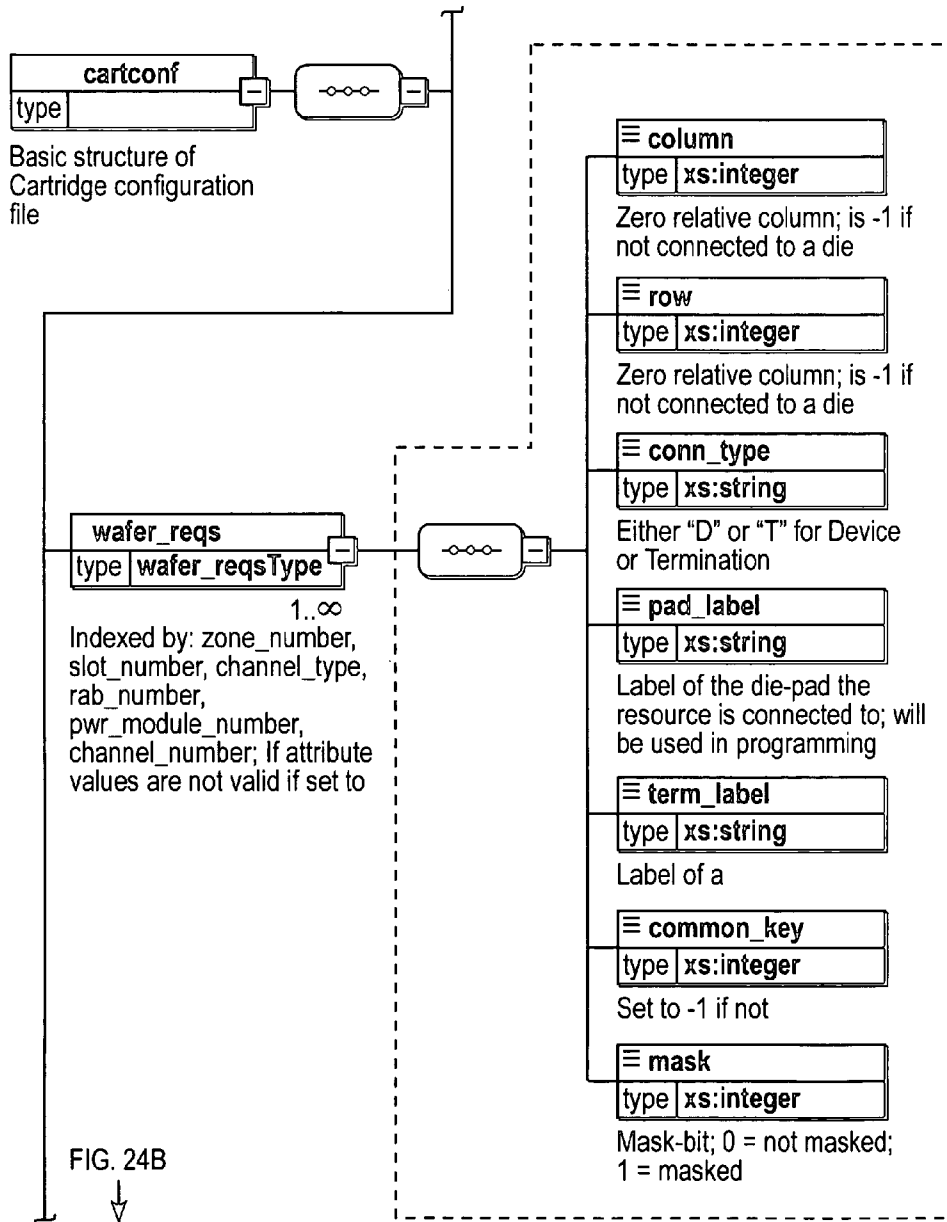 cartconf
type
Basic structure of
Cartridge configuration
file
column
type xs:integer
Zero relative column; is -1 if
not connected to a die
row
type xs:integer
Zero relative column; is -1 if
not connected to a die
conn_type
type xs:string
Either “D” or “T” for Device
or Termination
wafer_reqs
type wafer_reqsType
1..∞
Indexed by: zone_number,
slot_number, channel_type,
rab_number,
pwr_module_number,
channel_number; If attribute
values are not valid if set to
pad_label
type xs:string
Label of the die-pad the
resource is connected to; will
be used in programming
term_label
type xs:string
Label of a
common_key
type xs:integer
Set to -1 if not
mask
type xs:integer
Mask-bit; 0 = not masked;
1 = masked
FIG. 24B